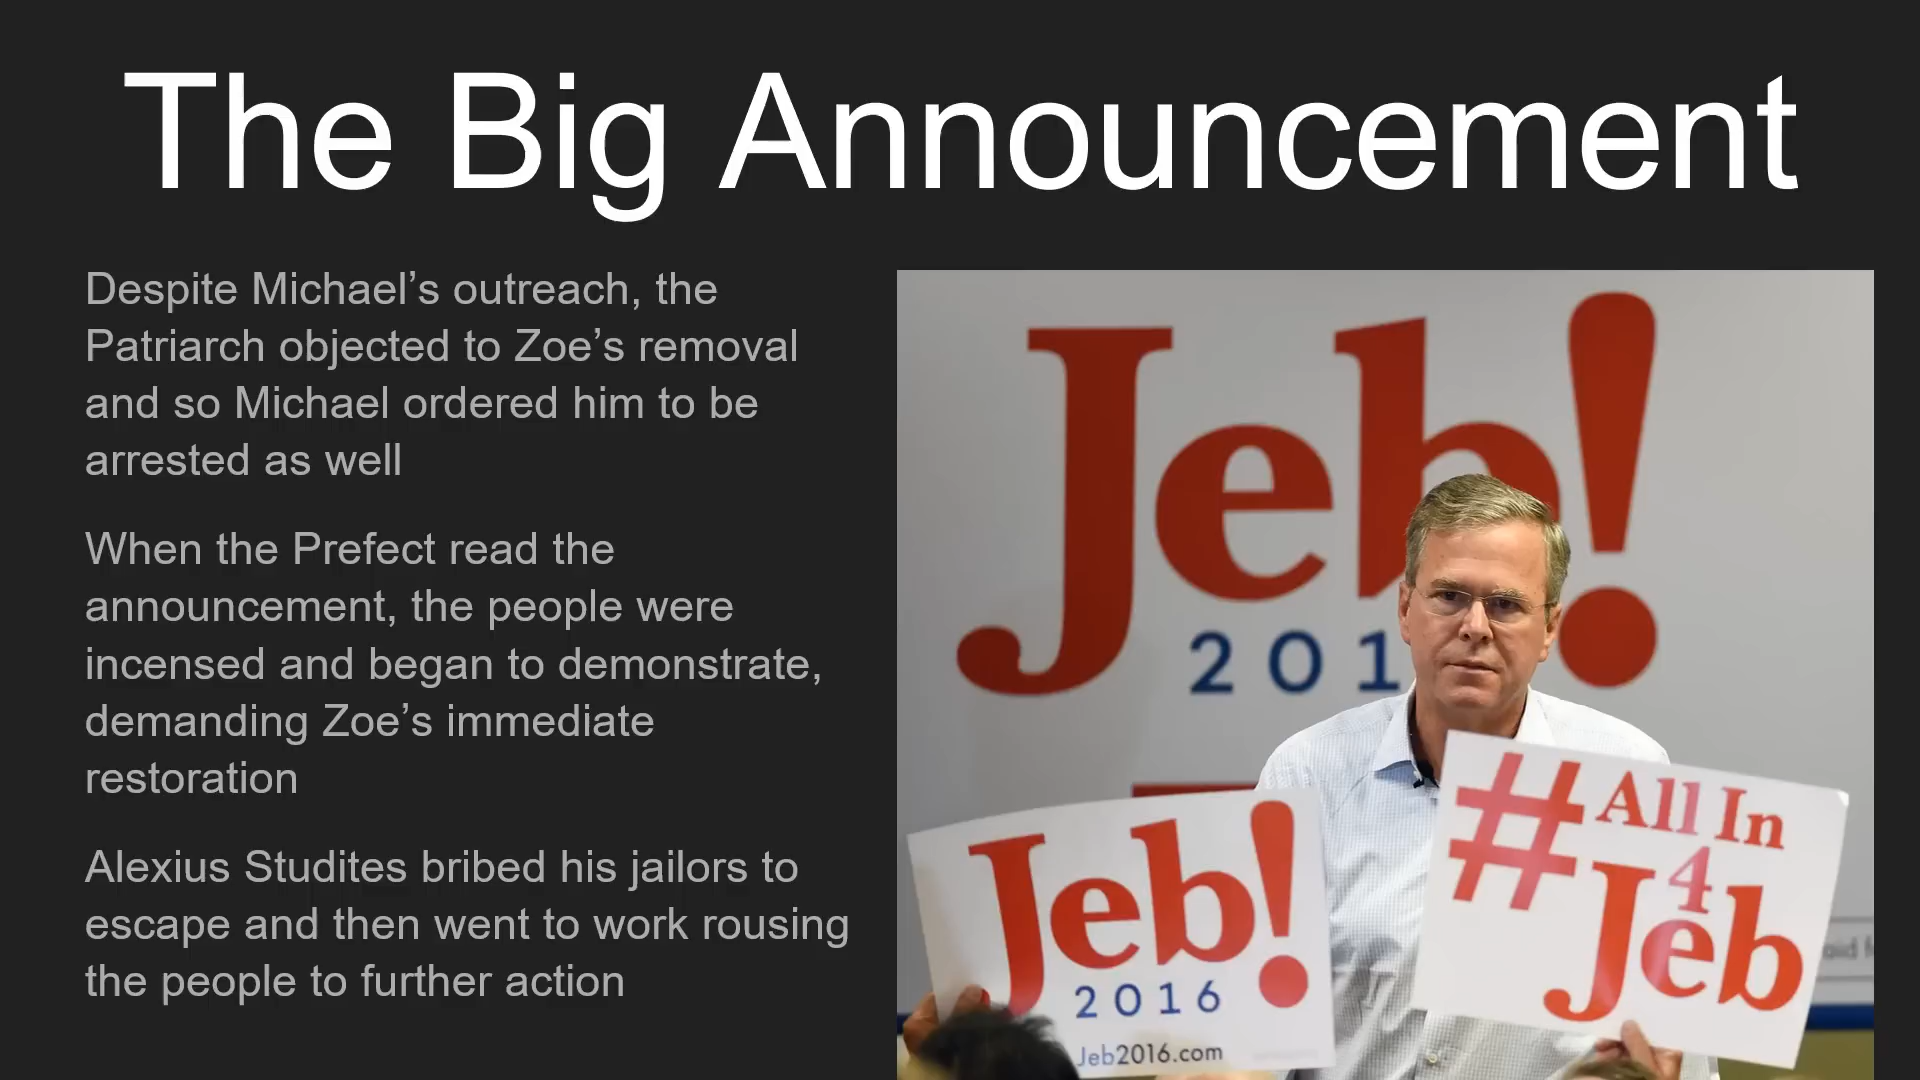 The Big Announcement
Despite Michael’s outreach, the
Patriarch objected to Zoe’s removal
and so Michael ordered him to be
arrested as well
When the Prefect read the
announcement, the people were
incensed and began to demonstrate,
demanding Zoe’s immediate
restoration
Alexius Studites bribed his jailors to
escape and then went to work rousing
the people to further action
Jeb!
201
Jeb!
2016
Jeb2016.com
#All In
4
Jeb